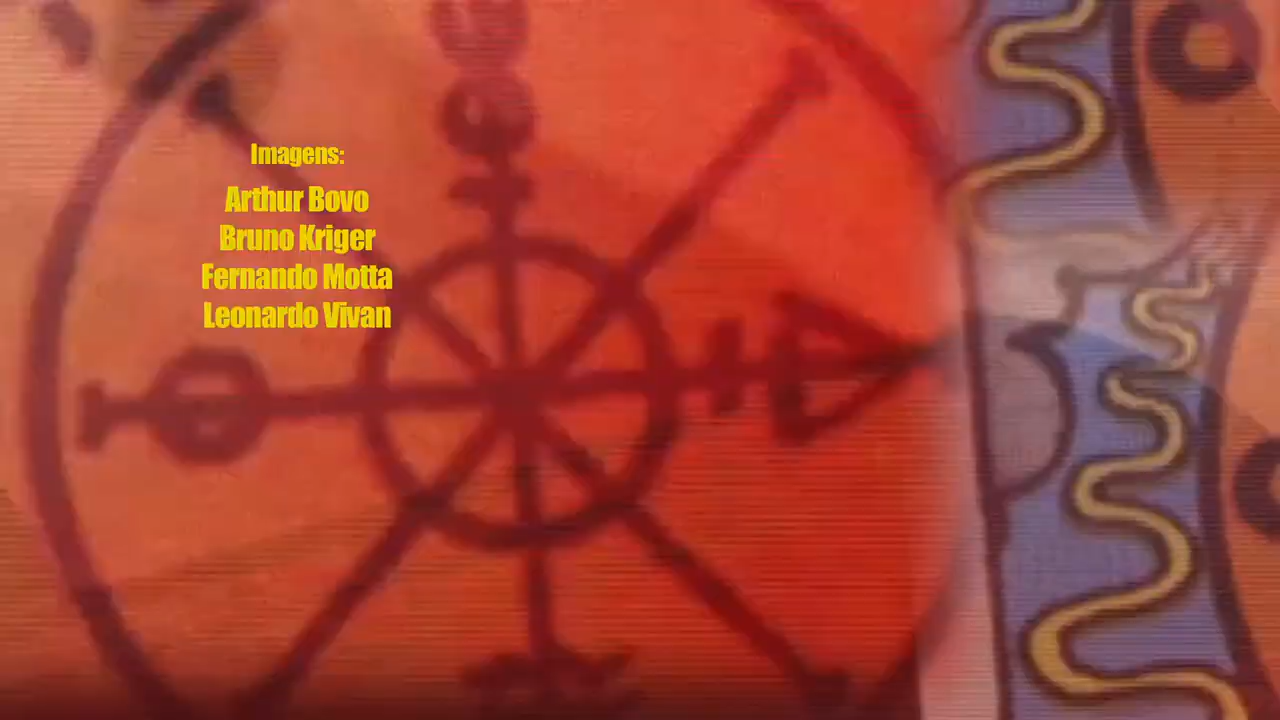 Imagens:
Arthur Bovo
Bruno Kriger
Fernando Motta
Leonardo Vivan